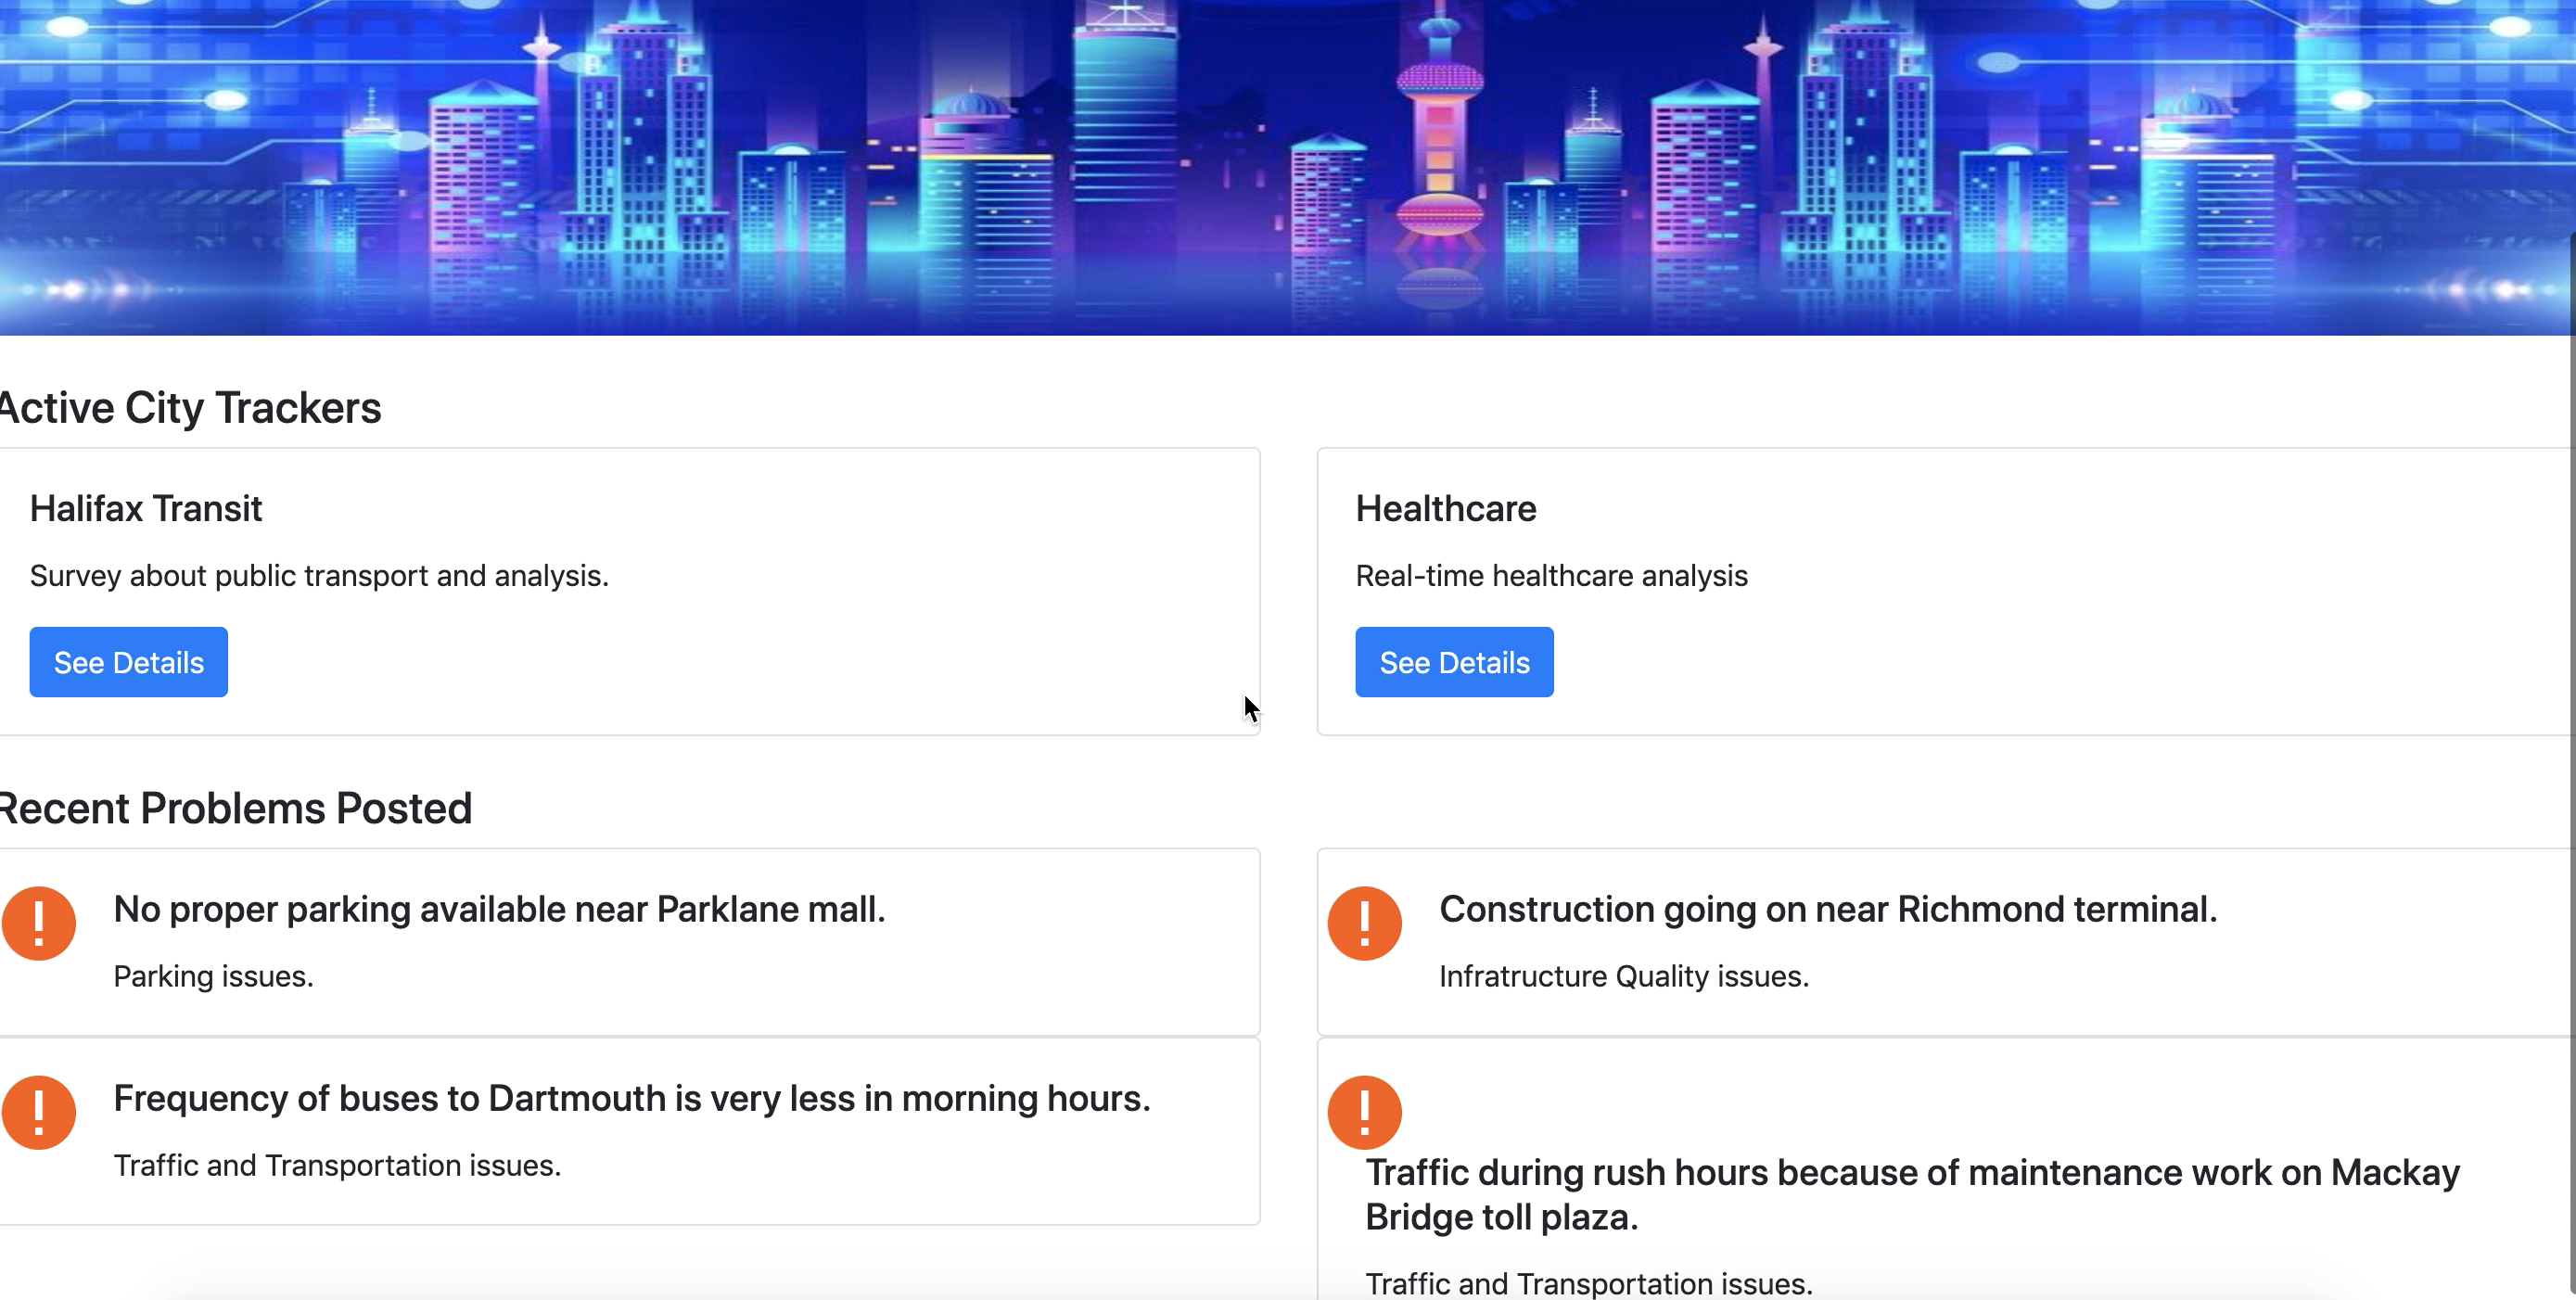 Active City Trackers
Halifax Transit
Survey about public transport and analysis.
See Details
Healthcare
Real-time healthcare analysis
See Details
Recent Problems Posted
No proper parking available near Parklane mall.
Parking issues.
Construction going on near Richmond terminal.
Infratructure Quality issues.
Frequency of buses to Dartmouth is very less in morning hours.
Traffic and Transportation issues.
Traffic during rush hours because of maintenance work on Mackay
Bridge toll plaza.
Traffic and Transportation issues.